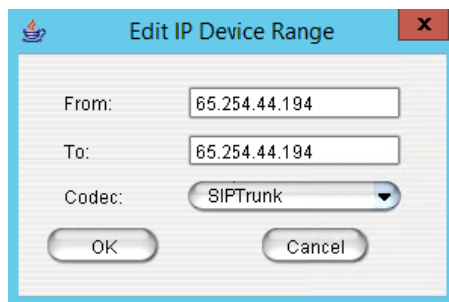 Edit IP Device Range
x
From: 65.254.44.194
To: 65.254.44.194
Codec: SIPTrunk
OK Cancel